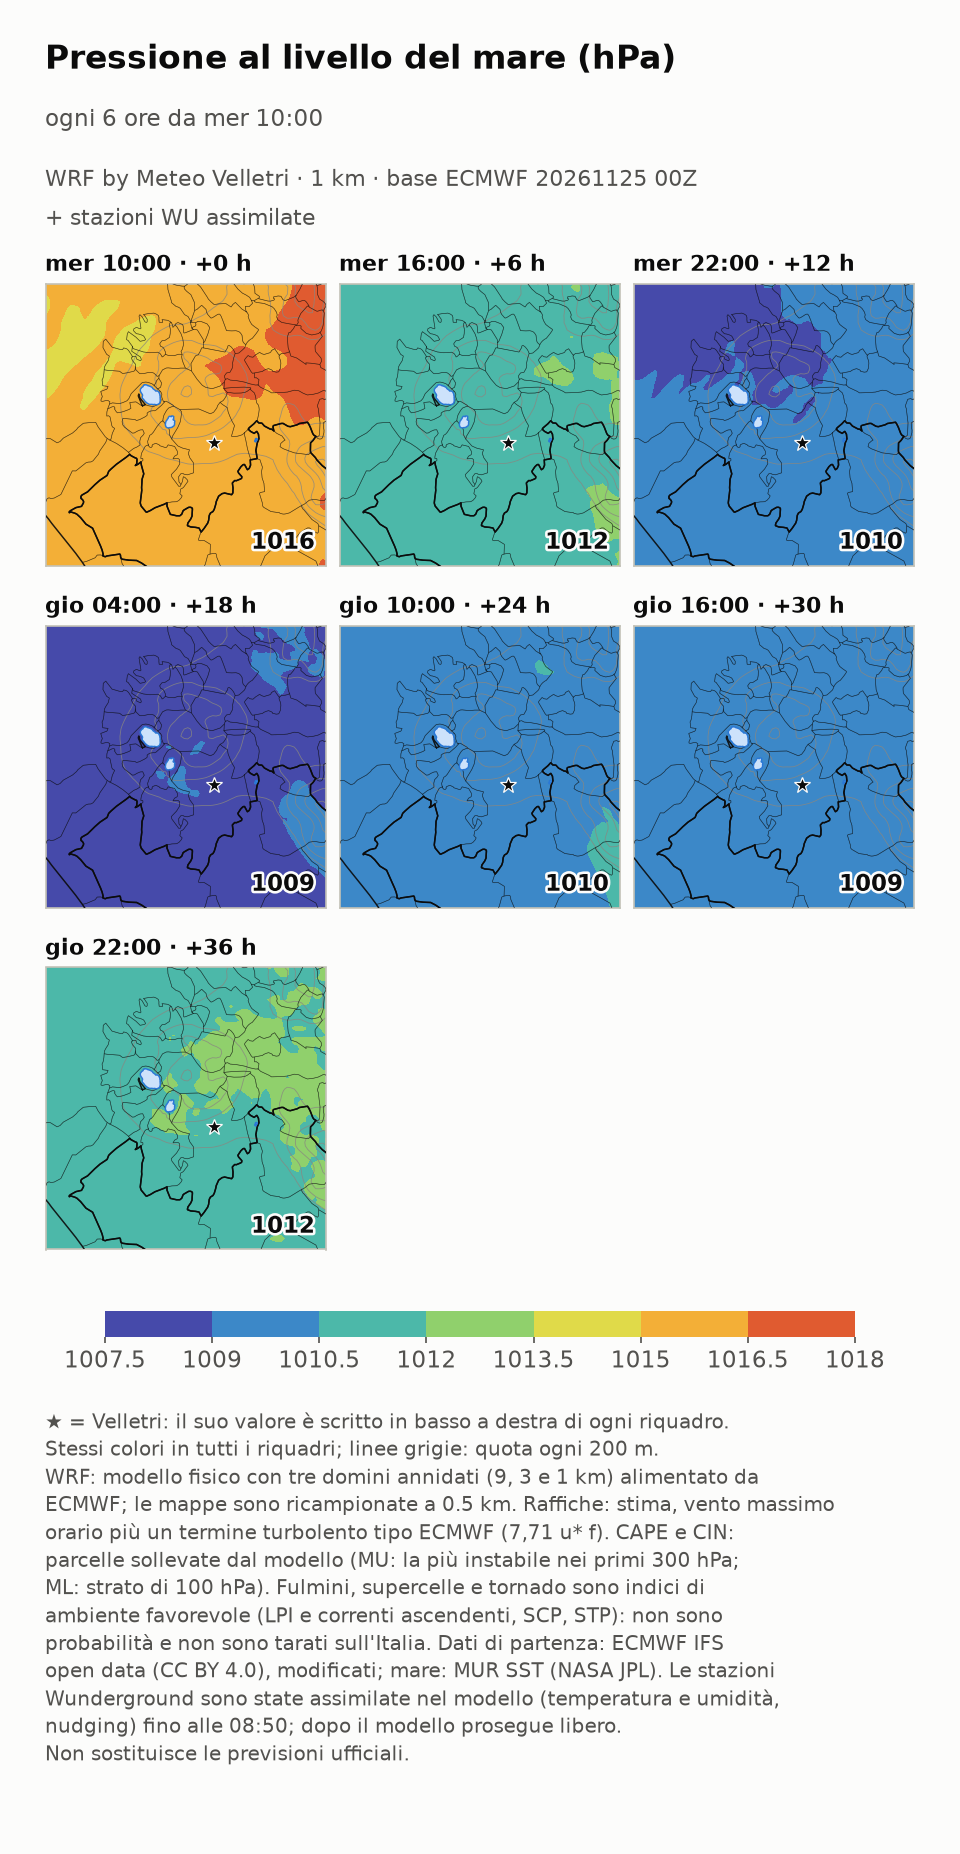 Pressione al livello del mare (hPa)
ogni 6 ore da mer 10:00
WRF by Meteo Velletri · 1 km · base ECMWF 20261125 00Z
+ stazioni WU assimilate
mer 10:00 · +0 h
mer 16:00 · +6 h
mer 22:00 · +12 h
1016
1012
1010
gio 04:00 · +18 h
gio 10:00 · +24 h
gio 16:00 · +30 h
1009
1010
1009
gio 22:00 · +36 h
1012
1007.5 1009 1010.5 1012 1013.5 1015 1016.5 1018
★ = Velletri: il suo valore è scritto in basso a destra di ogni riquadro.
Stessi colori in tutti i riquadri; linee grigie: quota ogni 200 m.
WRF: modello fisico con tre domini annidati (9, 3 e 1 km) alimentato da
ECMWF; le mappe sono ricampionate a 0.5 km. Raffiche: stima, vento massimo
orario più un termine turbolento tipo ECMWF (7,71 u* f). CAPE e CIN:
parcelle sollevate dal modello (MU: la più instabile nei primi 300 hPa;
ML: strato di 100 hPa). Fulmini, supercelle e tornado sono indici di
ambiente favorevole (LPI e correnti ascendenti, SCP, STP): non sono
probabilità e non sono tarati sull'Italia. Dati di partenza: ECMWF IFS
open data (CC BY 4.0), modificati; mare: MUR SST (NASA JPL). Le stazioni
Wunderground sono state assimilate nel modello (temperatura e umidità,
nudging) fino alle 08:50; dopo il modello prosegue libero.
Non sostituisce le previsioni ufficiali.